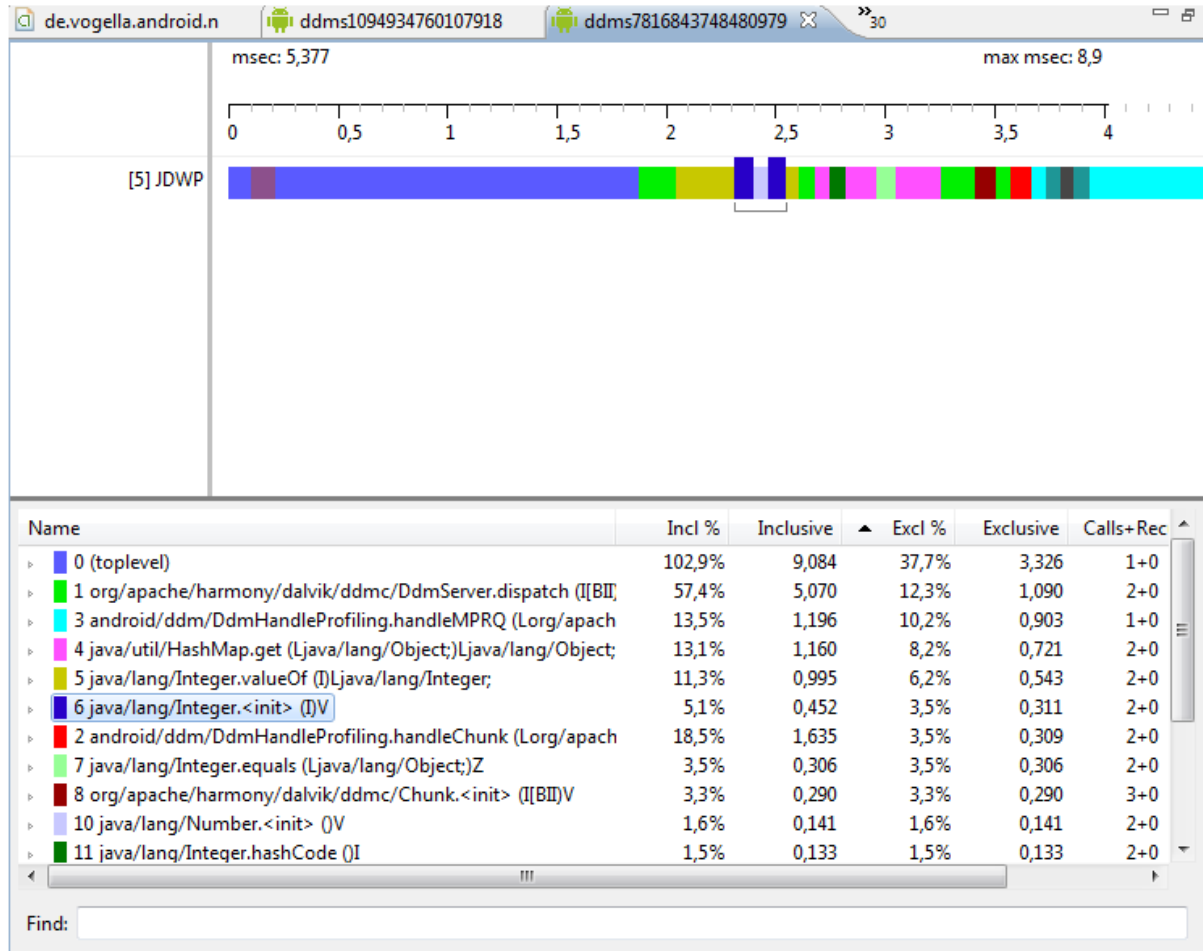 de.vogella.android.n ddms1094934760107918 ddms7816843748480979 »30
msec: 5,377 max msec: 8,9
0 0,5 1 1,5 2 2,5 3 3,5 4
[5] JDWP
Name Incl % Inclusive Excl % Exclusive Calls+Rec
0 (toplevel) 102,9% 9,084 37,7% 3,326 1+0
1 org/apache/harmony/dalvik/ddmc/DdmServer.dispatch (I[BII) 57,4% 5,070 12,3% 1,090 2+0
3 android/ddm/DdmHandleProfiling.handleMPRQ (Lorg/apach 13,5% 1,196 10,2% 0,903 1+0
4 java/util/HashMap.get (Ljava/lang/Object;)Ljava/lang/Object; 13,1% 1,160 8,2% 0,721 2+0
5 java/lang/Integer.valueOf (I)Ljava/lang/Integer; 11,3% 0,995 6,2% 0,543 2+0
6 java/lang/Integer.<init> (I)V 5,1% 0,452 3,5% 0,311 2+0
2 android/ddm/DdmHandleProfiling.handleChunk (Lorg/apach 18,5% 1,635 3,5% 0,309 2+0
7 java/lang/Integer.equals (Ljava/lang/Object;)Z 3,5% 0,306 3,5% 0,306 2+0
8 org/apache/harmony/dalvik/ddmc/Chunk.<init> (I[BII)V 3,3% 0,290 3,3% 0,290 3+0
10 java/lang/Number.<init> ()V 1,6% 0,141 1,6% 0,141 2+0
11 java/lang/Integer.hashCode ()I 1,5% 0,133 1,5% 0,133 2+0
Find: